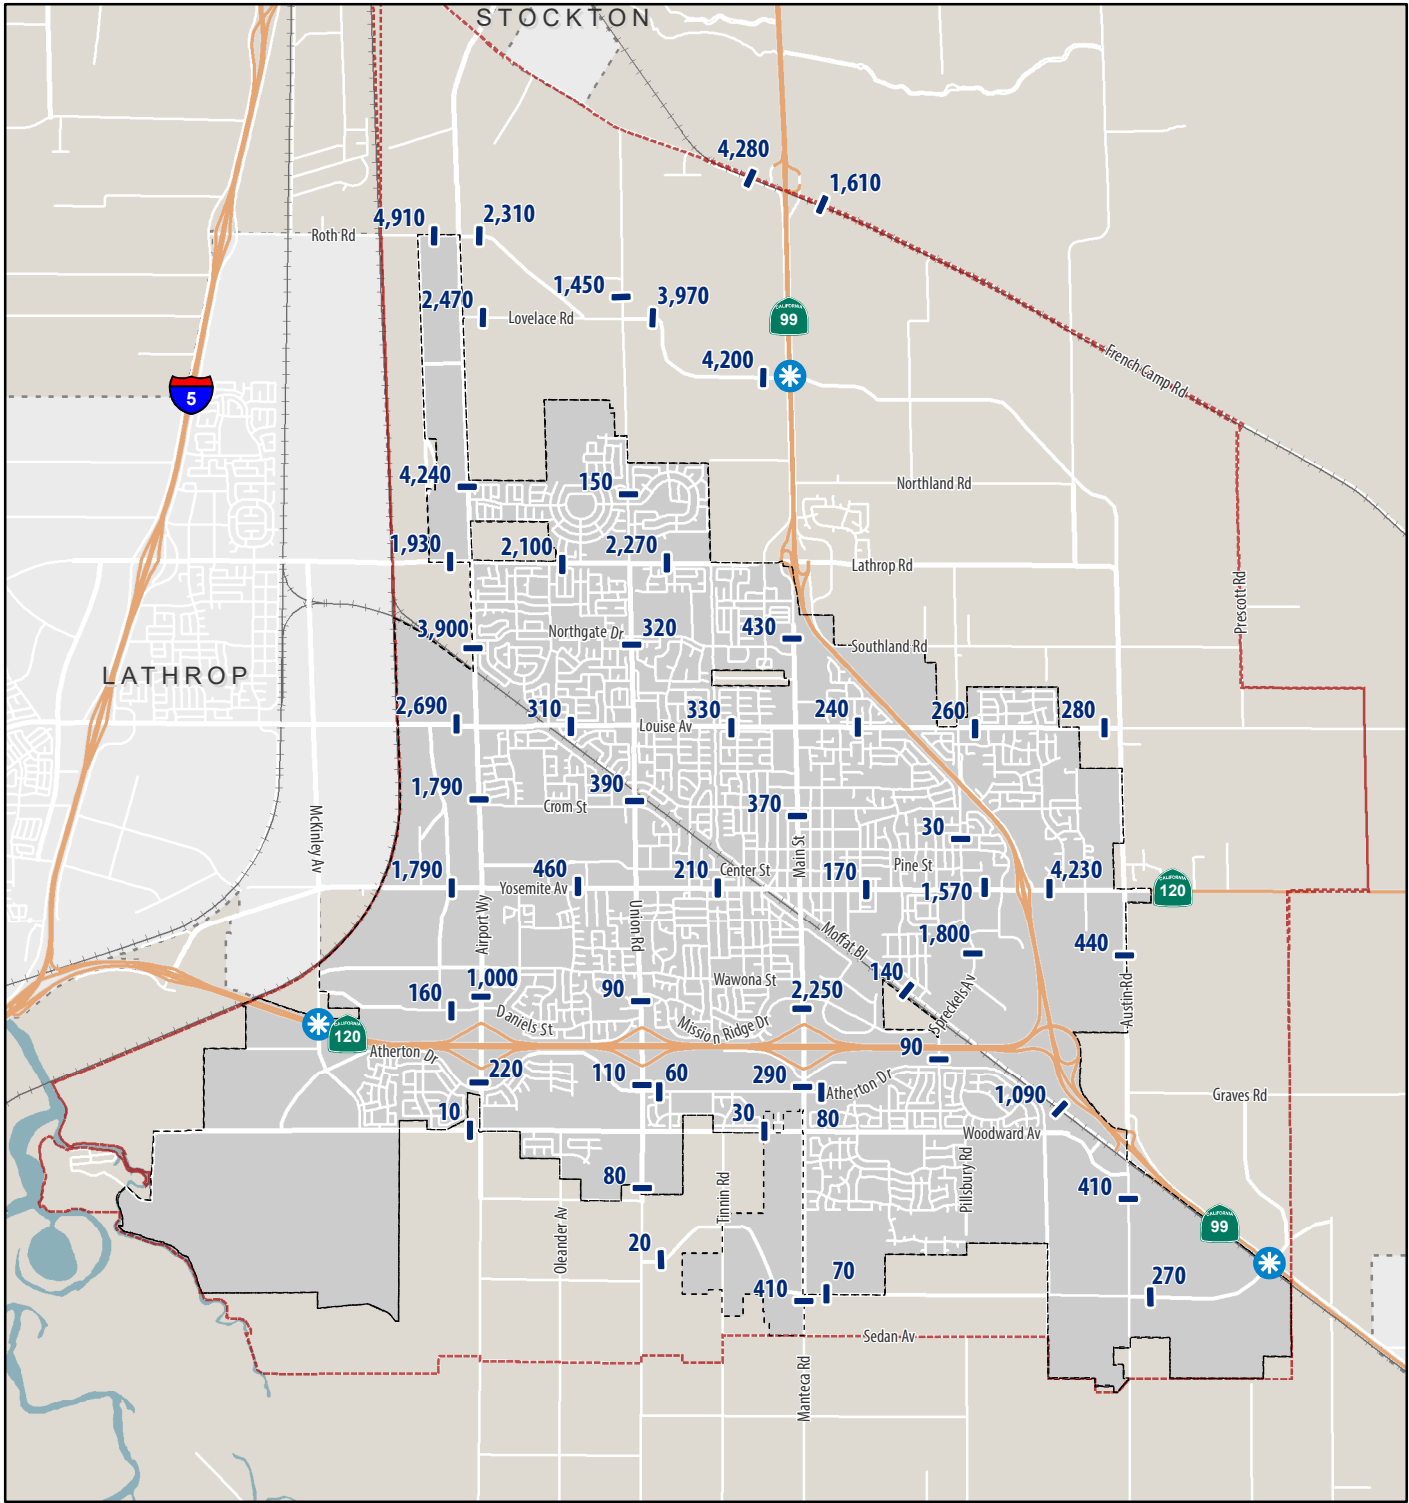 STOCKTON
4,280
1,610
4,910
2,310
Roth Rd
1,450
3,970
2,470
Lovelace Rd
CALIFORNIA
99
4,200
French Camp Rd
5
4,240
150
Northland Rd
1,930
2,100
2,270
Lathrop Rd
Prescott Rd
3,900
Northgate Dr
320
430
Southland Rd
LATHROP
2,690
310
330
240
260
280
Louise Av
1,790
390
370
30
Crom St
McKinley Av
Main St
Pine St
1,790
460
210
Center St
170
1,570
4,230
Yosemite Av
CALIFORNIA
120
Airport Wy
Union Rd
Moffat Bl
1,800
440
Wawona St
140
1,000
160
90
2,250
Spreckels Av
Austin Rd
Daniels St
Mission Ridge Dr
CALIFORNIA
120
Atherton Dr
90
220
110
60
290
Atherton Dr
1,090
Graves Rd
10
30
80
Woodward Av
80
Oleander Av
Tinnin Rd
Pillsbury Rd
410
CALIFORNIA
99
20
410
70
270
Sedan Av
Manteca Rd